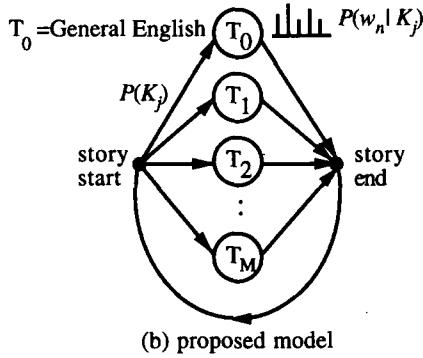 T0 =General English T0 P(wn| Kj)
P(Kj)
T1
story start
T2
story end
⋮
TM
(b) proposed model